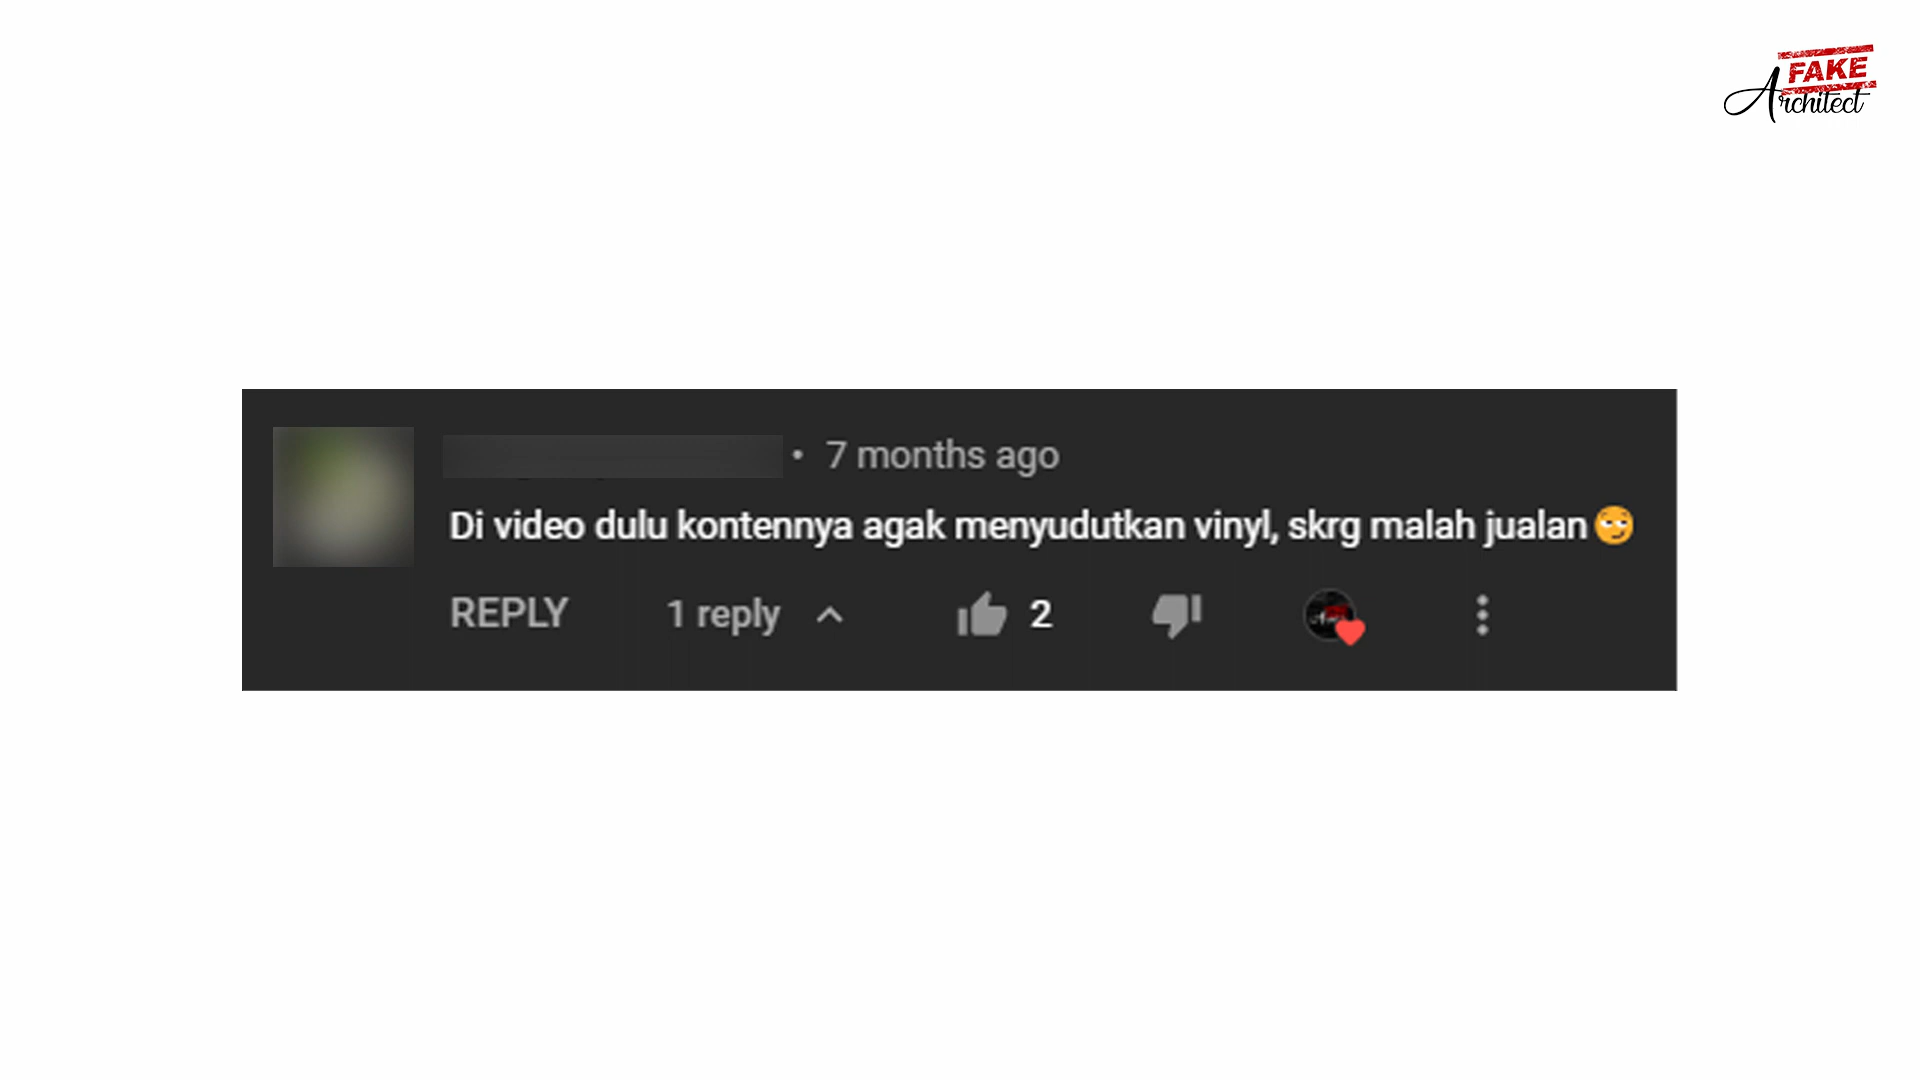 FAKE
Architect
• 7 months ago
Di video dulu kontennya agak menyudutkan vinyl, skrg malah jualan😏
REPLY 1 reply 2